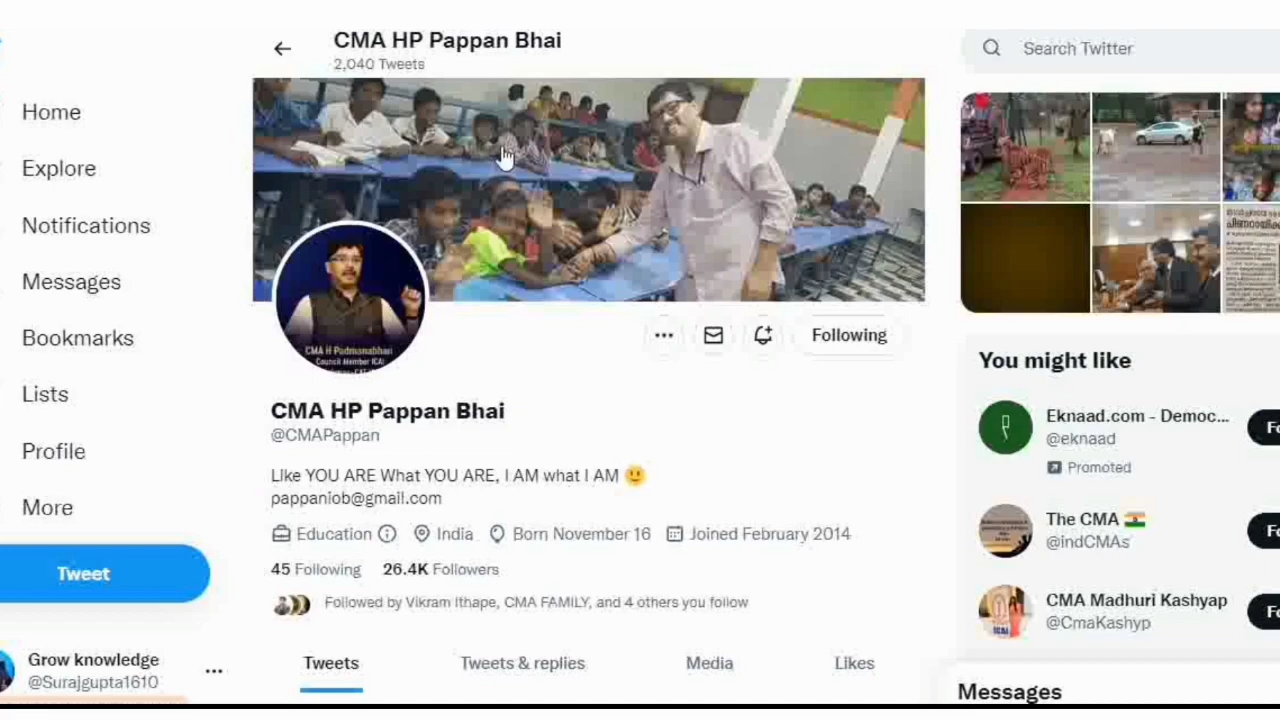 CMA HP Pappan Bhai
2,040 Tweets
Search Twitter
Home
Explore
Notifications
Messages
Bookmarks
Lists
Profile
More
Tweet
Grow knowledge
@Surajgupta1610
CMA H Padmanabhan
Council Member ICAI
Following
CMA HP Pappan Bhai
@CMAPappan
Like YOU ARE What YOU ARE, I AM what I AM 🙂
pappaniob@gmail.com
Education India Born November 16 Joined February 2014
45 Following 26.4K Followers
Followed by Vikram Ithape, CMA FAMILY, and 4 others you follow
Tweets Tweets & replies Media Likes
You might like
Eknaad.com - Democ...
@eknaad
Promoted
Fo
The CMA 🇮🇳
@indCMAs
Fo
CMA Madhuri Kashyap
@CmaKashyp
Fo
Messages